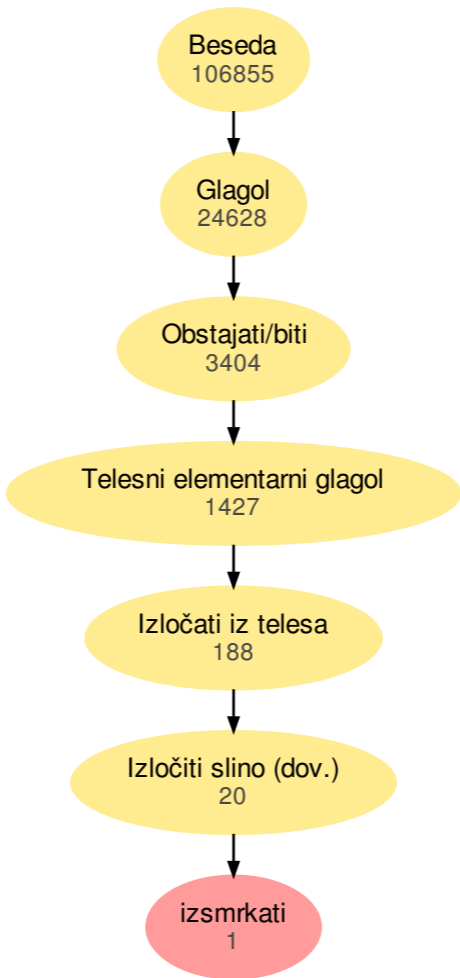 Beseda
106855
Glagol
24628
Obstajati/biti
3404
Telesni elementarni glagol
1427
Izločati iz telesa
188
Izločiti slino (dov.)
20
izsmrkati
1